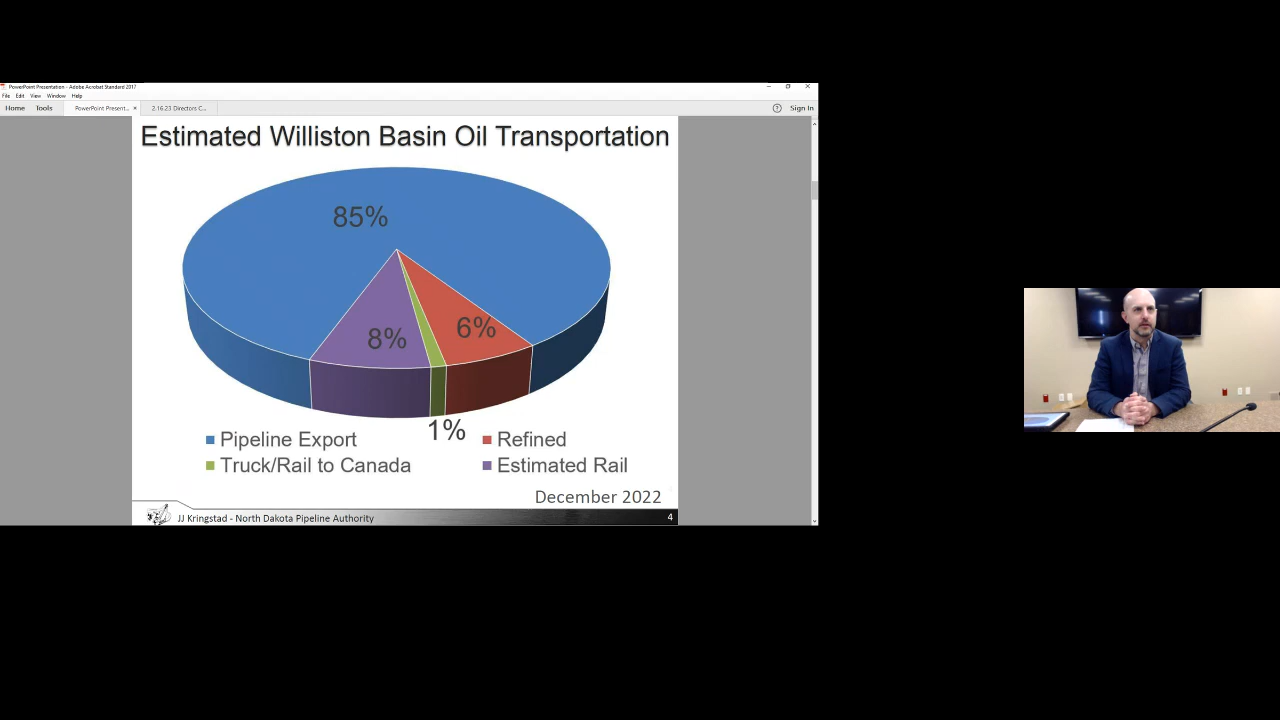 PowerPoint Presentation - Adobe Acrobat Standard 2017
File Edit View Window Help
Home Tools PowerPoint Present... × 2.16.23 Directors C... ? Sign In
Estimated Williston Basin Oil Transportation
85%
8%
6%
1%
Pipeline Export
Refined
Truck/Rail to Canada
Estimated Rail
December 2022
JJ Kringstad - North Dakota Pipeline Authority
4